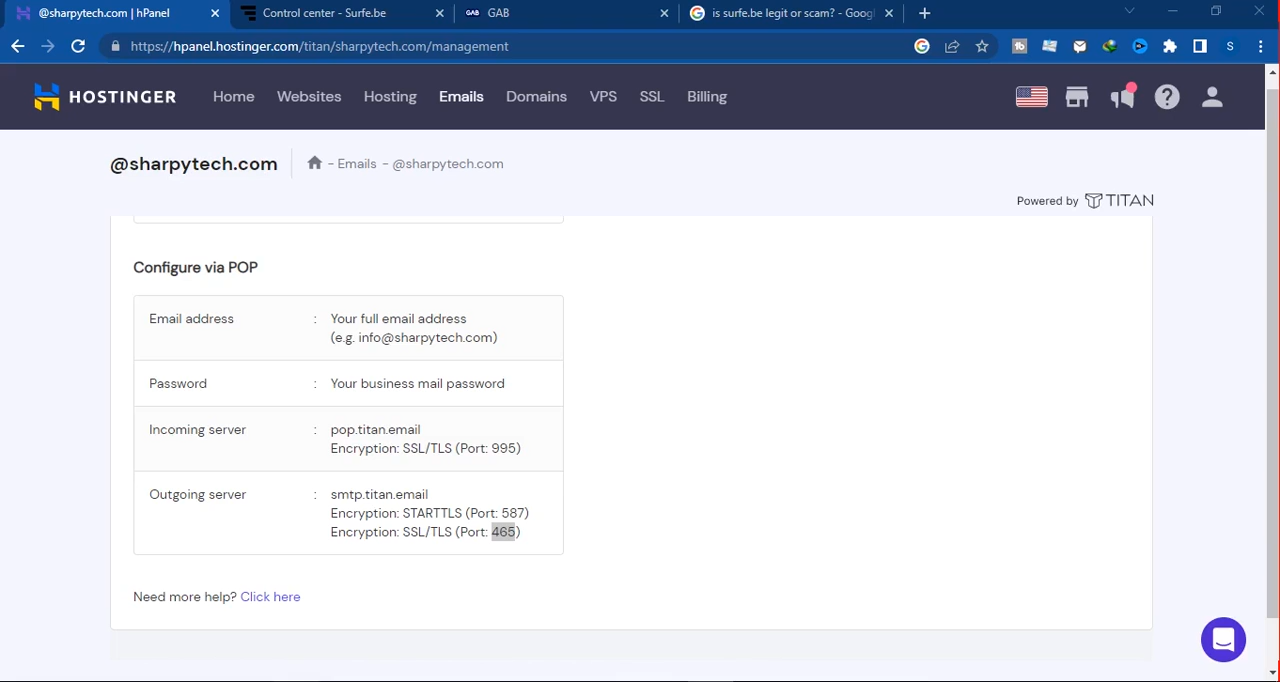 @sharpytech.com | hPanel
Control center - Surfe.be
GAB GAB
is surfe.be legit or scam? - Goog
https://hpanel.hostinger.com/titan/sharpytech.com/management
S
HOSTINGER
Home
Websites
Hosting
Emails
Domains
VPS
SSL
Billing
@sharpytech.com
- Emails - @sharpytech.com
Powered by TITAN
Configure via POP
Email address : Your full email address
(e.g. info@sharpytech.com)
Password : Your business mail password
Incoming server : pop.titan.email
Encryption: SSL/TLS (Port: 995)
Outgoing server : smtp.titan.email
Encryption: STARTTLS (Port: 587)
Encryption: SSL/TLS (Port: 465)
Need more help? Click here